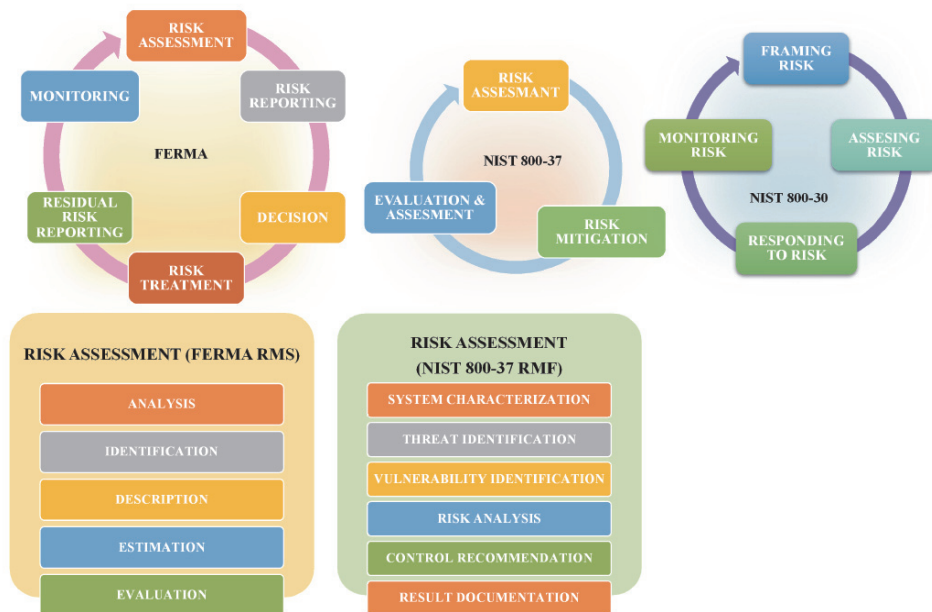 RISK
ASSESSMENT
RISK
REPORTING
DECISION
RISK
TREATMENT
RESIDUAL
RISK
REPORTING
MONITORING
FERMA
RISK
ASSESMANT
RISK
MITIGATION
EVALUATION &
ASSESMENT
NIST 800-37
FRAMING
RISK
ASSESING
RISK
RESPONDING
TO RISK
MONITORING
RISK
NIST 800-30
RISK ASSESSMENT (FERMA RMS)
ANALYSIS
IDENTIFICATION
DESCRIPTION
ESTIMATION
EVALUATION
RISK ASSESSMENT
(NIST 800-37 RMF)
SYSTEM CHARACTERIZATION
THREAT IDENTIFICATION
VULNERABILITY IDENTIFICATION
RISK ANALYSIS
CONTROL RECOMMENDATION
RESULT DOCUMENTATION